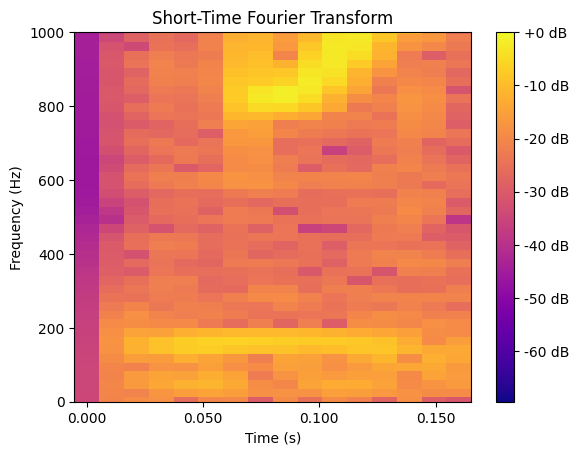 Short-Time Fourier Transform
1000
800
600
400
200
0
Frequency (Hz)
0.000
0.050
0.100
0.150
Time (s)
+0 dB
-10 dB
-20 dB
-30 dB
-40 dB
-50 dB
-60 dB